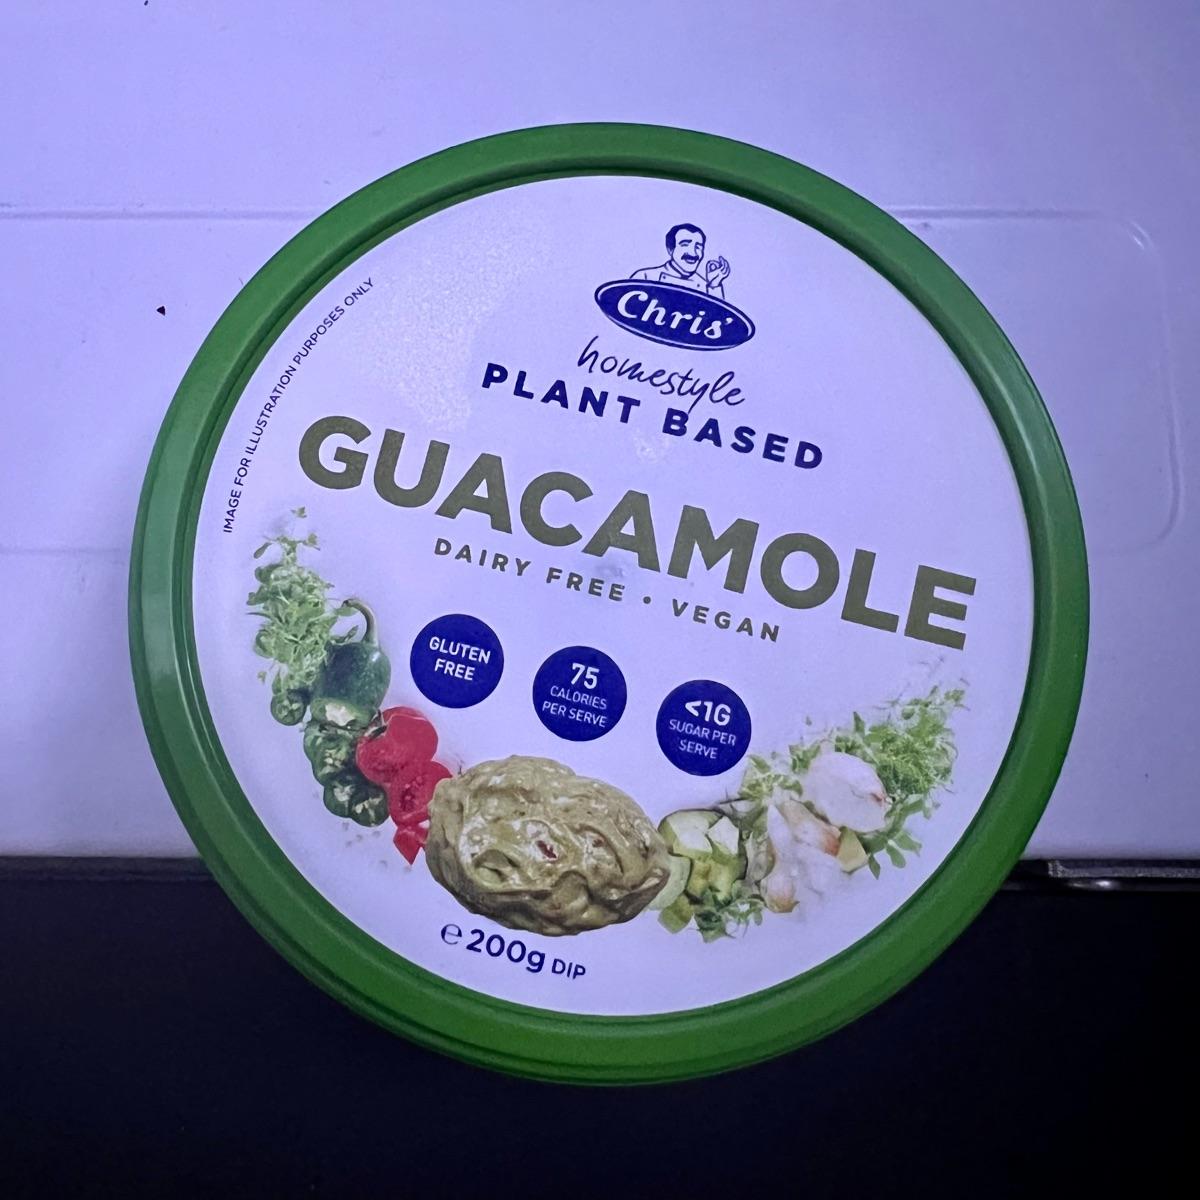 Chris'
homestyle
PLANT BASED
GUACAMOLE
DAIRY FREE • VEGAN
GLUTEN
FREE
75
CALORIES
PER SERVE
<1G
SUGAR PER
SERVE
℮ 200g DIP
IMAGE FOR ILLUSTRATION PURPOSES ONLY